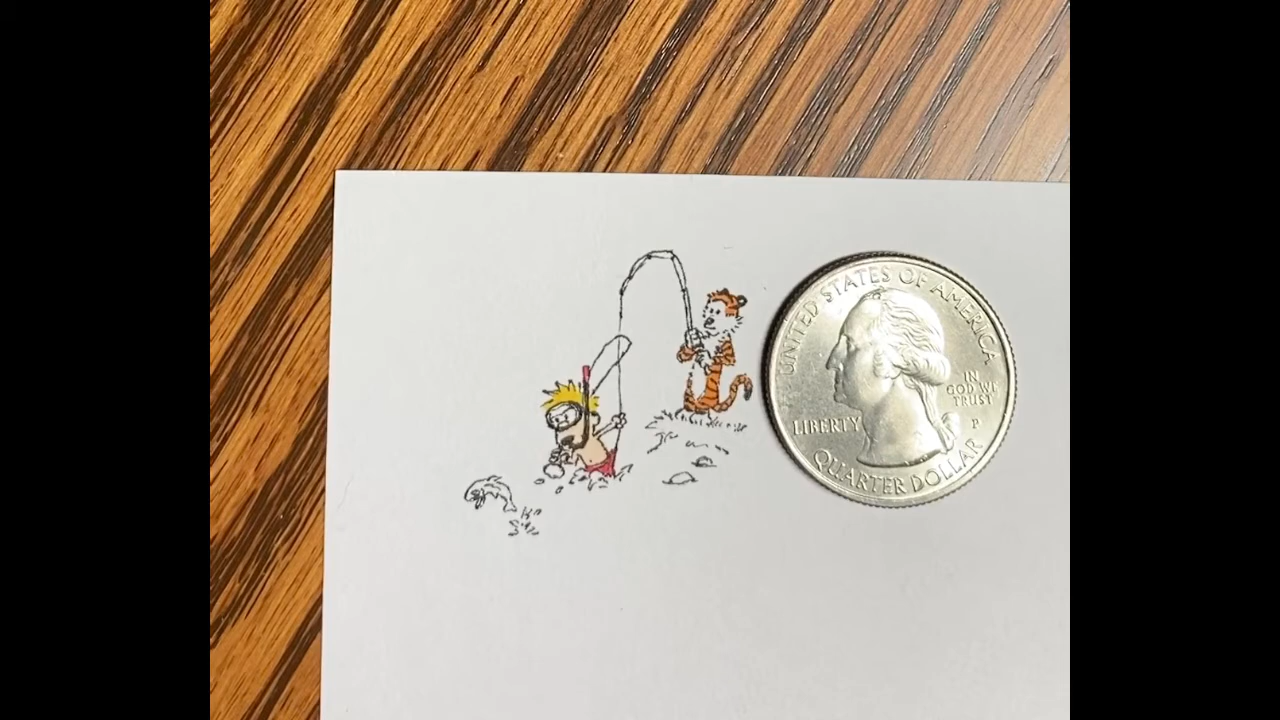 UNITED STATES OF AMERICA
LIBERTY
IN
GOD WE
TRUST
P
QUARTER DOLLAR